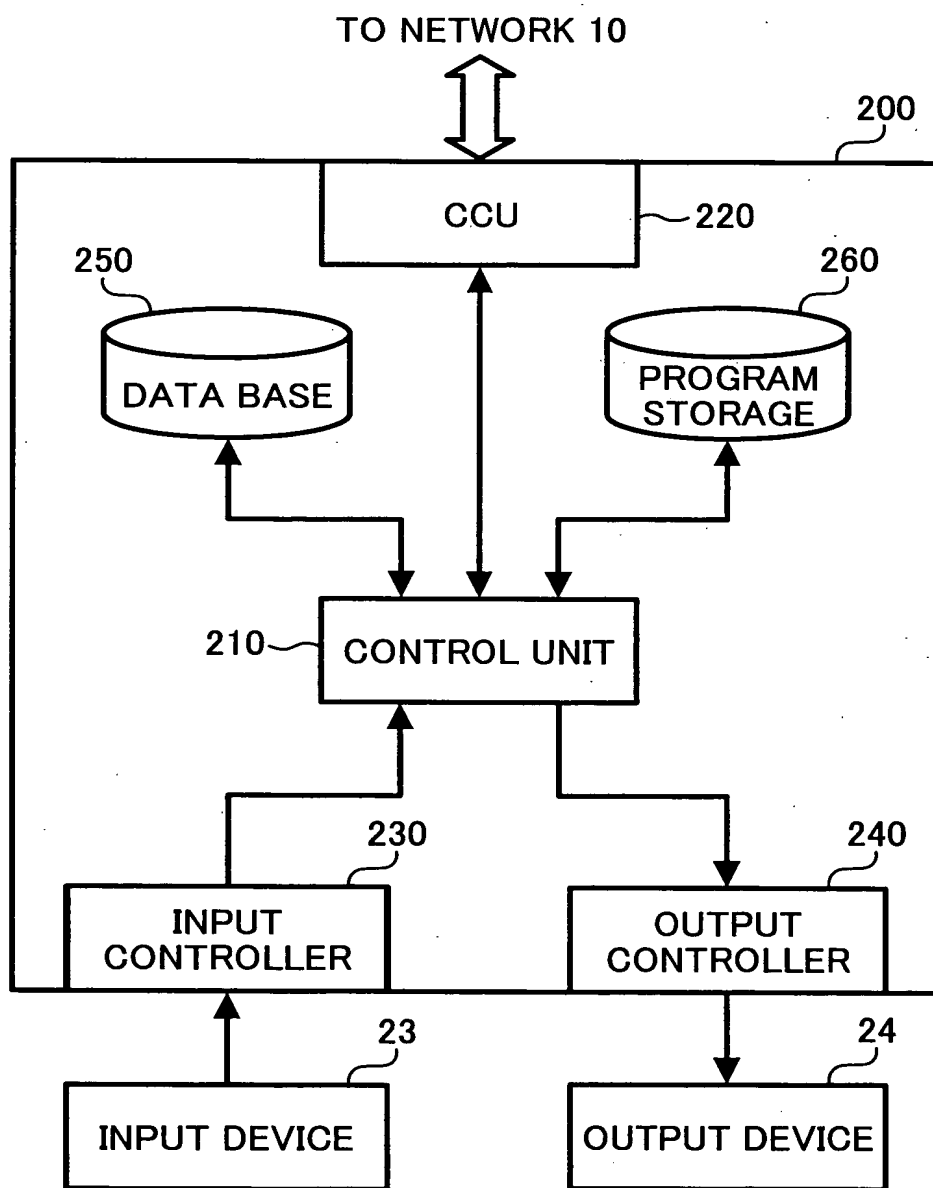 TO NETWORK 10
200
CCU
220
250
260
DATA BASE
PROGRAM
STORAGE
210
CONTROL UNIT
230
240
INPUT
CONTROLLER
OUTPUT
CONTROLLER
23
24
INPUT DEVICE
OUTPUT DEVICE